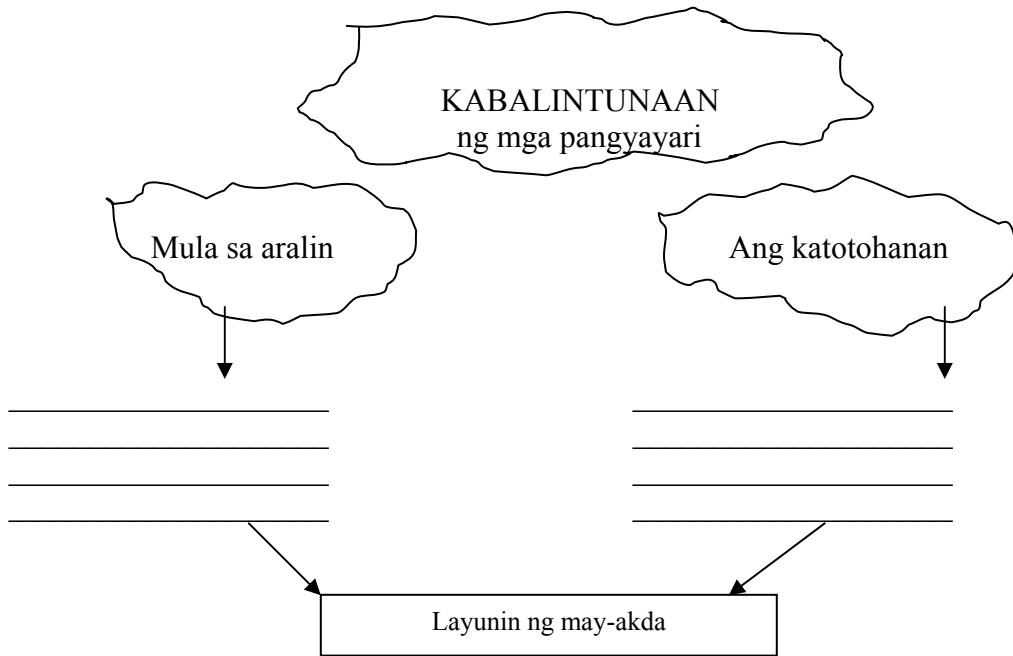 KABALINTUNAAN
ng mga pangyayari
Mula sa aralin
Ang katotohanan
Layunin ng may-akda